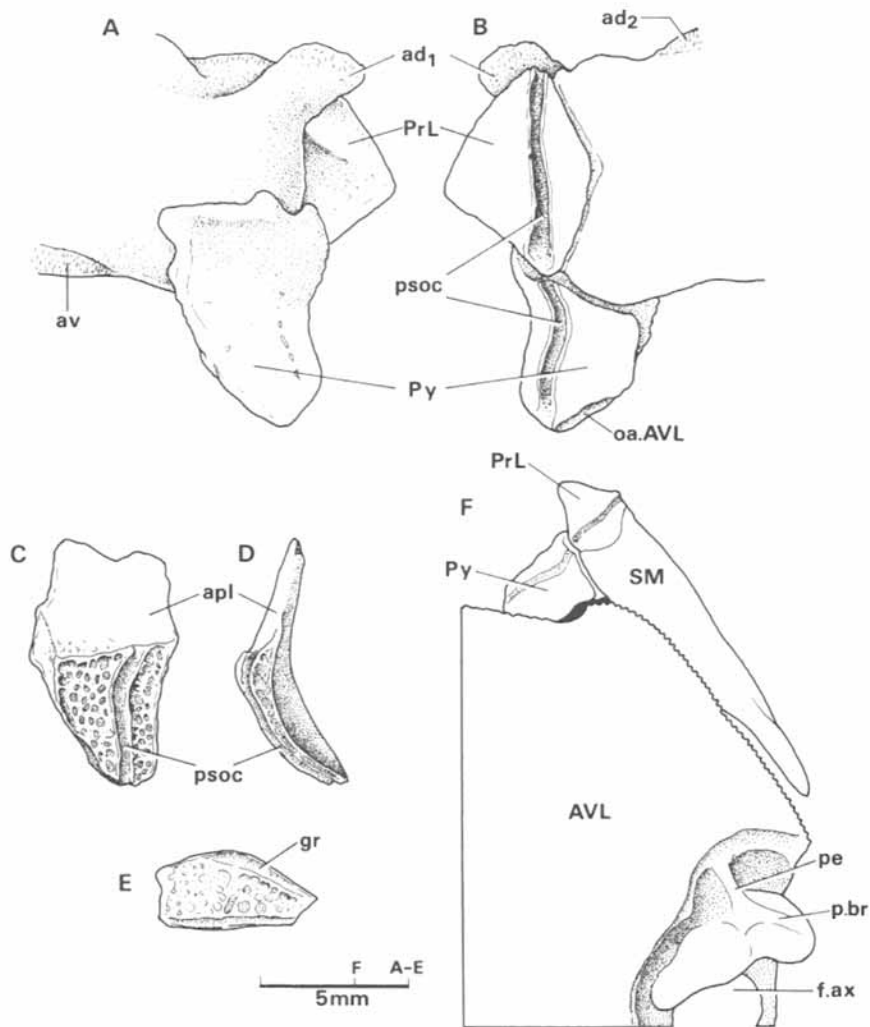 A
B
ad2
ad1
PrL
psoc
av
Py
oa.AVL
PrL
F
C
D
apl
Py
SM
psoc
AVL
gr
E
pe
p.br
F A-E
5mm
f.ax